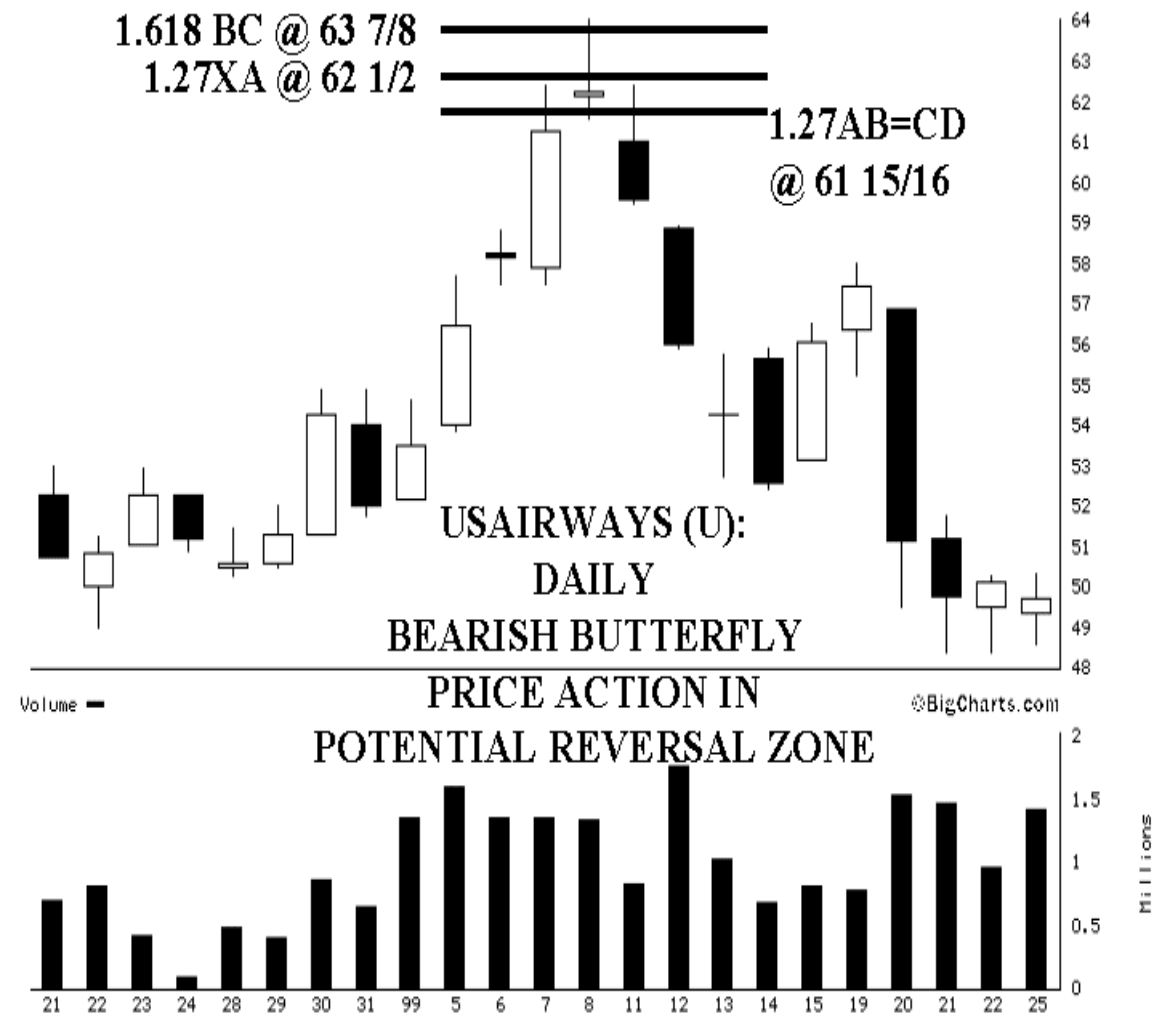 1.618 BC @ 63 7/8
1.27XA @ 62 1/2
1.27AB=CD
@ 61 15/16
64
63
62
61
60
59
58
57
56
55
54
53
52
51
50
49
48
USAIRWAYS (U):
DAILY
BEARISH BUTTERFLY
PRICE ACTION IN
POTENTIAL REVERSAL ZONE
Volume
©BigCharts.com
2
1.5
1
0.5
0
Millions
21 22 23 24 28 29 30 31 99 5 6 7 8 11 12 13 14 15 19 20 21 22 25